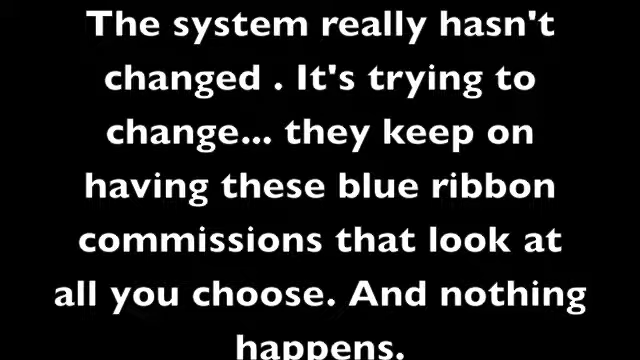 The system really hasn't
changed . It's trying to
change... they keep on
having these blue ribbon
commissions that look at
all you choose. And nothing
happens.